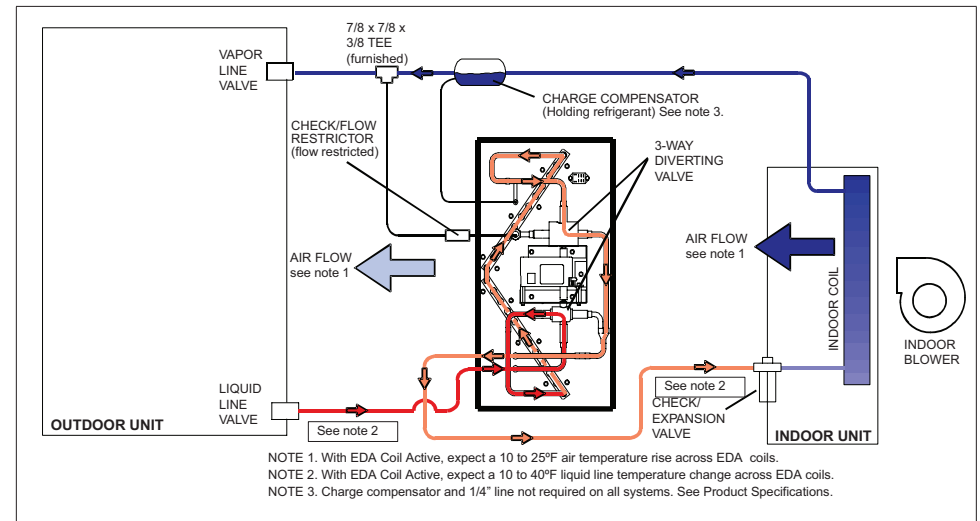 7/8 x 7/8 x
3/8 TEE
(furnished)
VAPOR
LINE
VALVE
CHARGE COMPENSATOR
(Holding refrigerant) See note 3.
CHECK/FLOW
RESTRICTOR
(flow restricted)
3-WAY
DIVERTING
VALVE
AIR FLOW
see note 1
AIR FLOW
see note 1
INDOOR COIL
INDOOR
BLOWER
LIQUID
LINE
VALVE
See note 2
See note 2
CHECK/
EXPANSION
VALVE
OUTDOOR UNIT
INDOOR UNIT
NOTE 1. With EDA Coil Active, expect a 10 to 25ºF air temperature rise across EDA coils.
NOTE 2. With EDA Coil Active, expect a 10 to 40ºF liquid line temperature change across EDA coils.
NOTE 3. Charge compensator and 1/4” line not required on all systems. See Product Specifications.